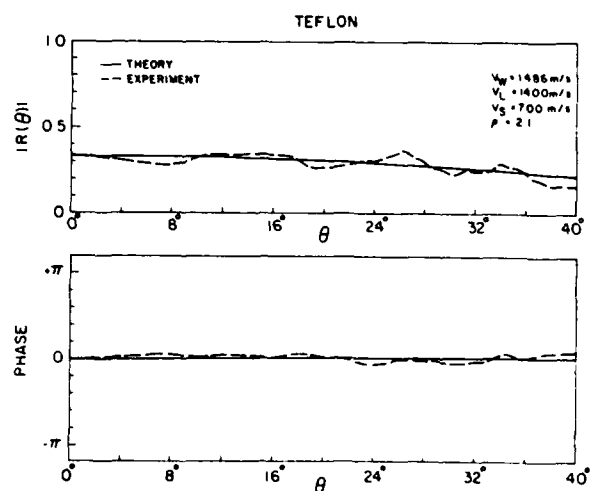 TEFLON
1 0
— THEORY
--- EXPERIMENT
V_W = 1486 m/s
V_L = 1400 m/s
V_S = 700 m/s
ρ = 2.1
|R(θ)|
0 5
0
0° 8° 16° 24° 32° 40°
θ
+π
PHASE
0
-π
0° 8° 16° 24° 32° 40°
θ